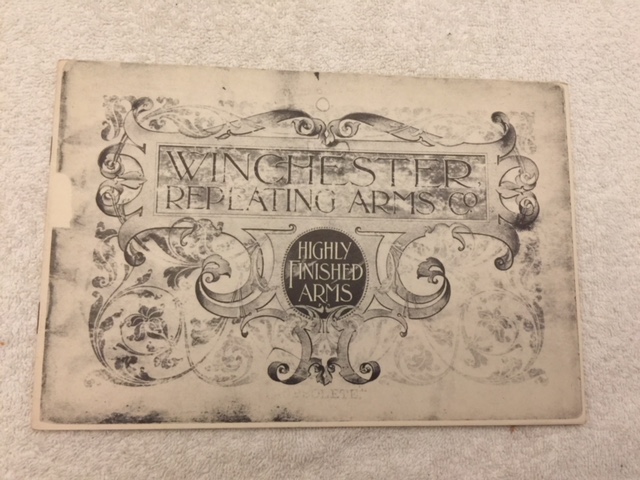 WINCHESTER
REPEATING ARMS CO
HIGHLY
FINISHED
ARMS